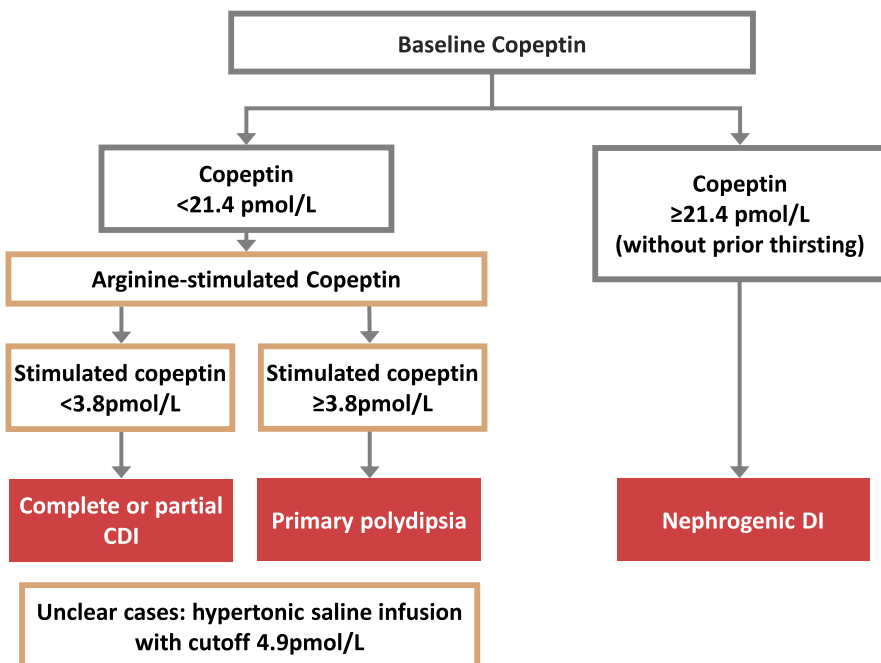 Baseline Copeptin
Copeptin
<21.4 pmol/L
Copeptin
≥21.4 pmol/L
(without prior thirsting)
Arginine-stimulated Copeptin
Stimulated copeptin
<3.8pmol/L
Stimulated copeptin
≥3.8pmol/L
Complete or partial
CDI
Primary polydipsia
Nephrogenic DI
Unclear cases: hypertonic saline infusion
with cutoff 4.9pmol/L